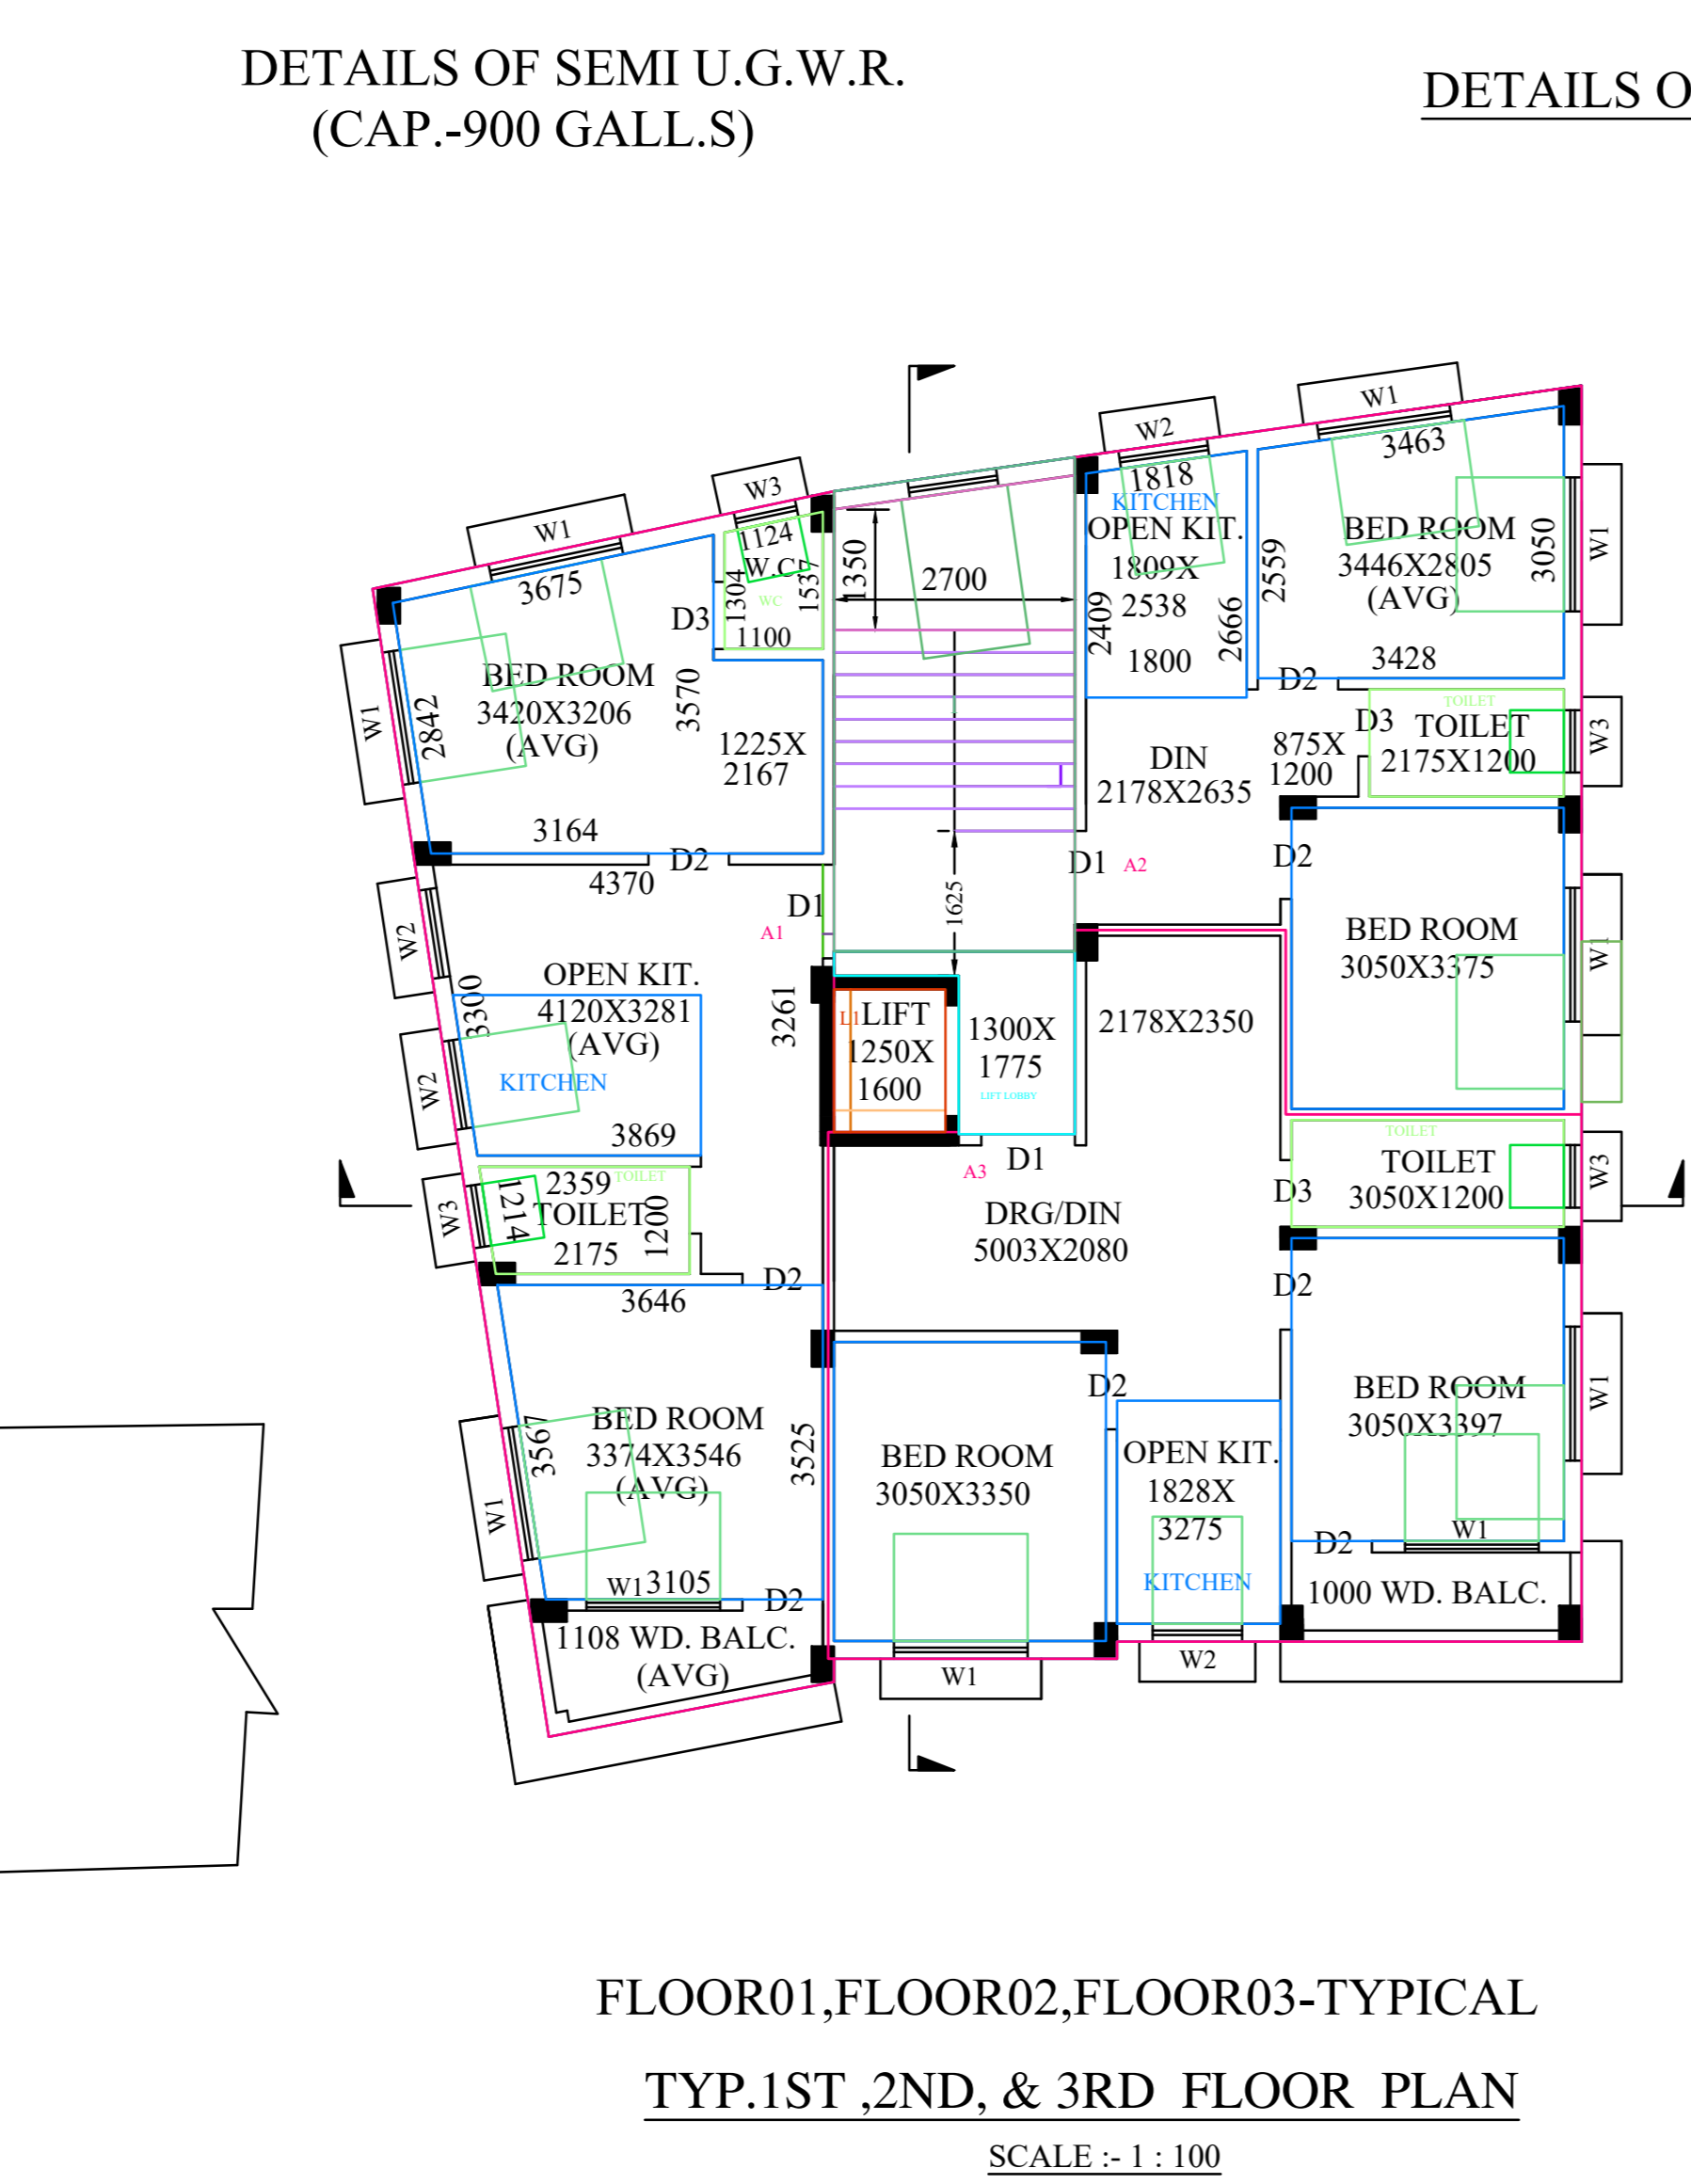 DETAILS OF SEMI U.G.W.R.
(CAP.-900 GALL.S)
DETAILS O
W1
3675
W3
1124
W.C.
WC
1304
1537
1100
D3
W1
2842
BED ROOM
3420X3206
(AVG)
3570
1225X
2167
3164
D2
4370
1350
2700
1625
W2
1818
KITCHEN
OPEN KIT.
1809X
2538
1800
2409
2666
W1
3463
2559
BED ROOM
3446X2805
(AVG)
3050
W1
3428
D2
D3
TOILET
TOILET
2175X1200
W3
DIN
2178X2635
875X
1200
D1
A2
D2
D1
A1
W2
OPEN KIT.
4120X3281
(AVG)
3300
KITCHEN
W2
3261
3869
L1
LIFT
1250X
1600
1300X
1775
LIFT LOBBY
2178X2350
BED ROOM
3050X3375
W1
D1
A3
TOILET
TOILET
3050X1200
W3
D3
W3
1214
2359
TOILET
TOILET
2175
1200
D2
3646
DRG/DIN
5003X2080
D2
BED ROOM
3374X3546
(AVG)
3567
3525
W1
W1
3105
D2
1108 WD. BALC.
(AVG)
BED ROOM
3050X3350
W1
D2
OPEN KIT.
1828X
3275
KITCHEN
W2
BED ROOM
3050X3397
W1
W1
D2
1000 WD. BALC.
FLOOR01,FLOOR02,FLOOR03-TYPICAL
TYP.1ST ,2ND, & 3RD FLOOR PLAN
SCALE :- 1 : 100